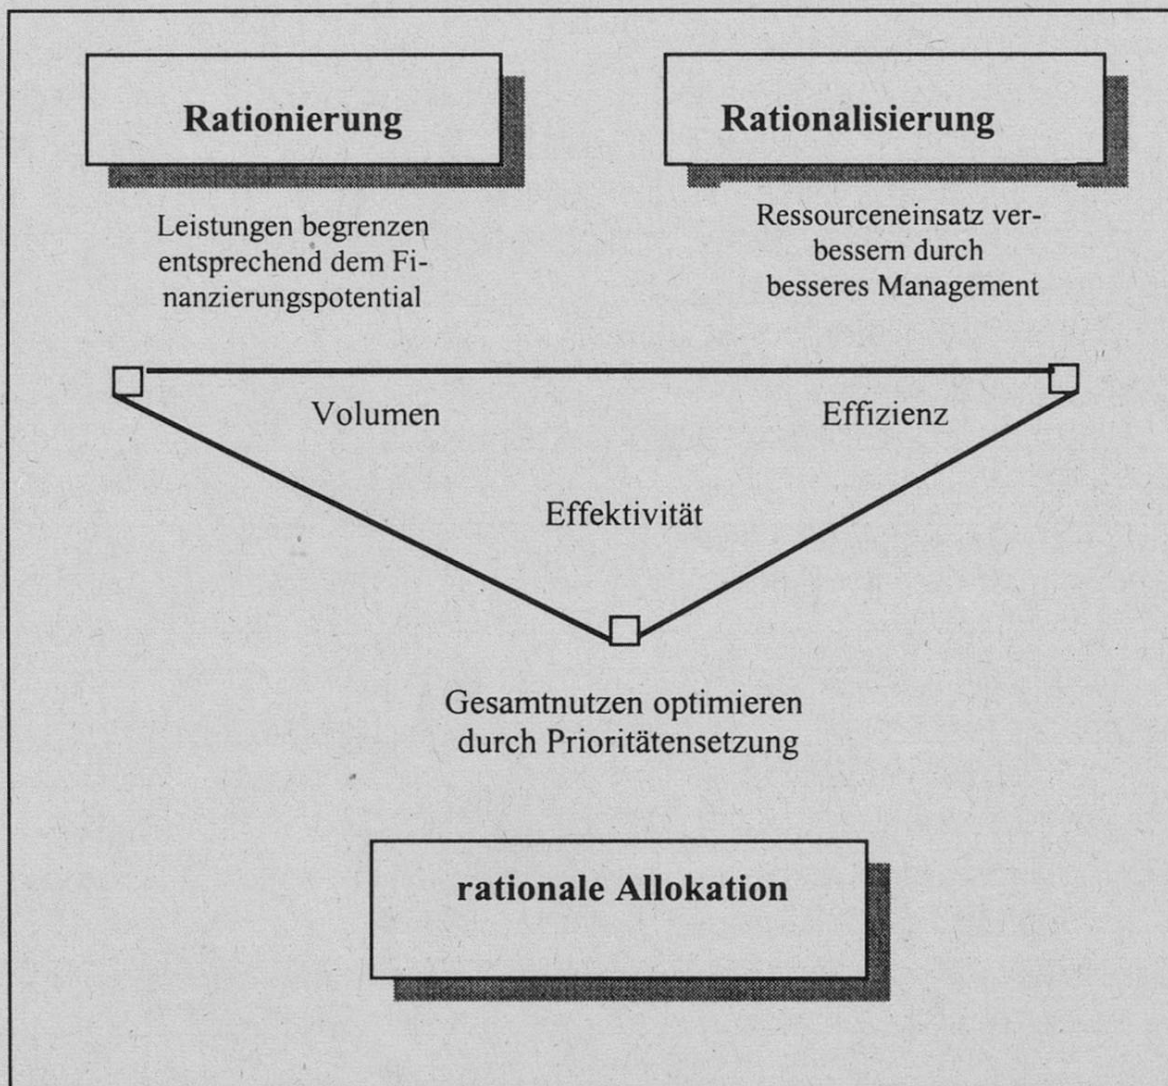 Rationierung
Rationalisierung
Leistungen begrenzen
entsprechend dem Fi-
nanzierungspotential
Ressourceneinsatz ver-
bessern durch
besseres Management
Volumen
Effizienz
Effektivität
Gesamtnutzen optimieren
durch Prioritätensetzung
rationale Allokation